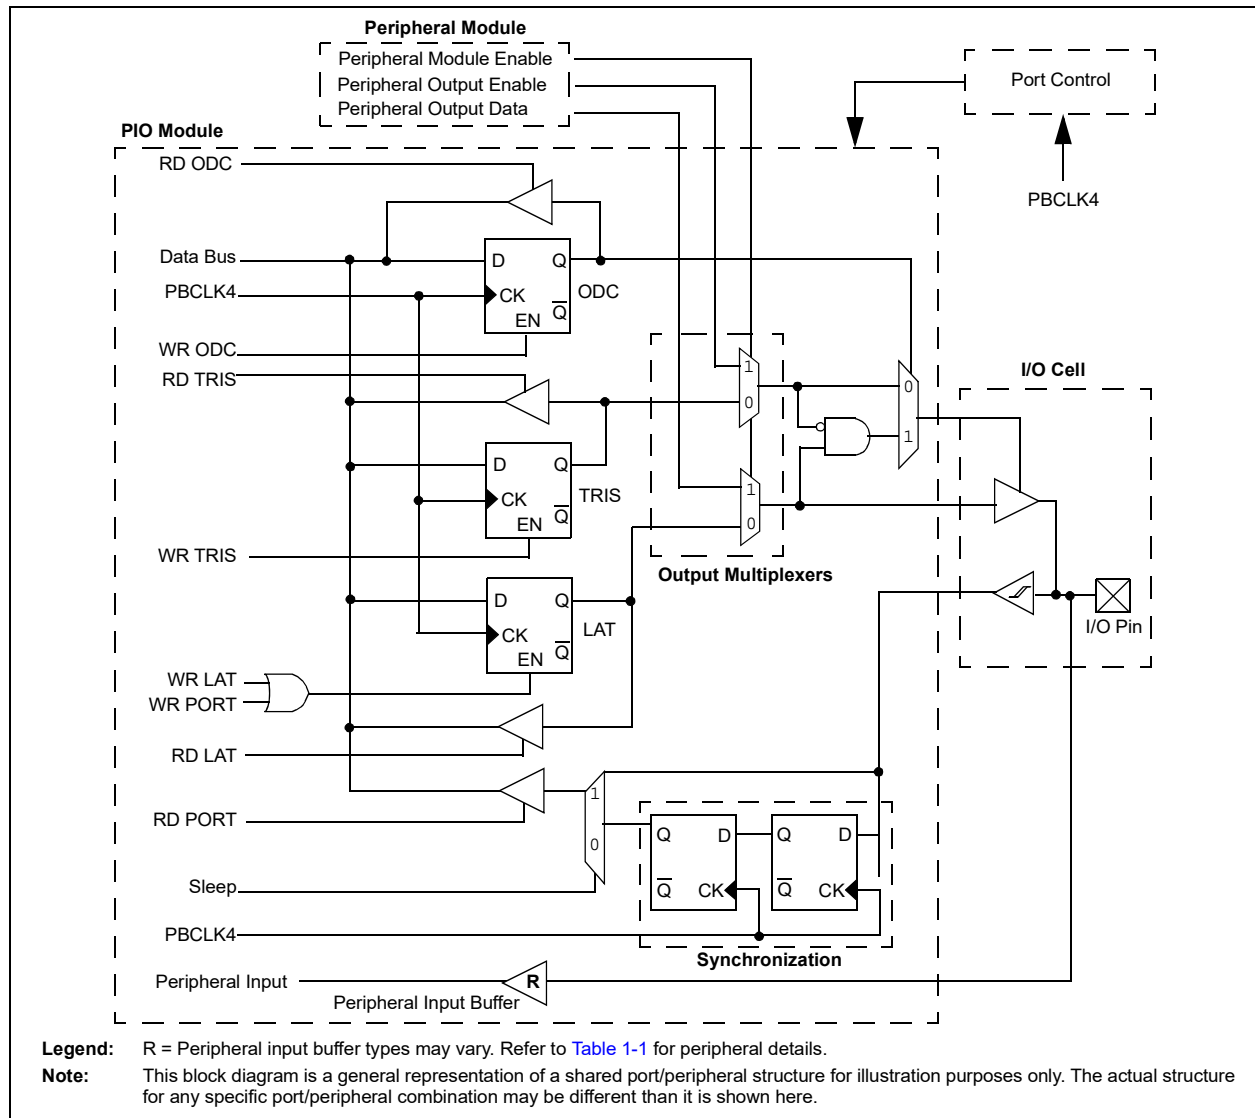 Peripheral Module
Peripheral Module Enable
Peripheral Output Enable
Peripheral Output Data
Port Control
PIO Module
RD ODC
PBCLK4
Data Bus
D Q
PBCLK4
CK
ODC
EN Q
WR ODC
RD TRIS
I/O Cell
1
0
0
1
D Q
CK
TRIS
EN Q
1
0
WR TRIS
Output Multiplexers
D Q
CK
LAT
EN Q
I/O Pin
WR LAT
WR PORT
RD LAT
1
RD PORT
0
Q D
Q D
Q CK
Q CK
Sleep
PBCLK4
Synchronization
Peripheral Input
R
Peripheral Input Buffer
Legend: R = Peripheral input buffer types may vary. Refer to Table 1-1 for peripheral details.
Note: This block diagram is a general representation of a shared port/peripheral structure for illustration purposes only. The actual structure
for any specific port/peripheral combination may be different than it is shown here.